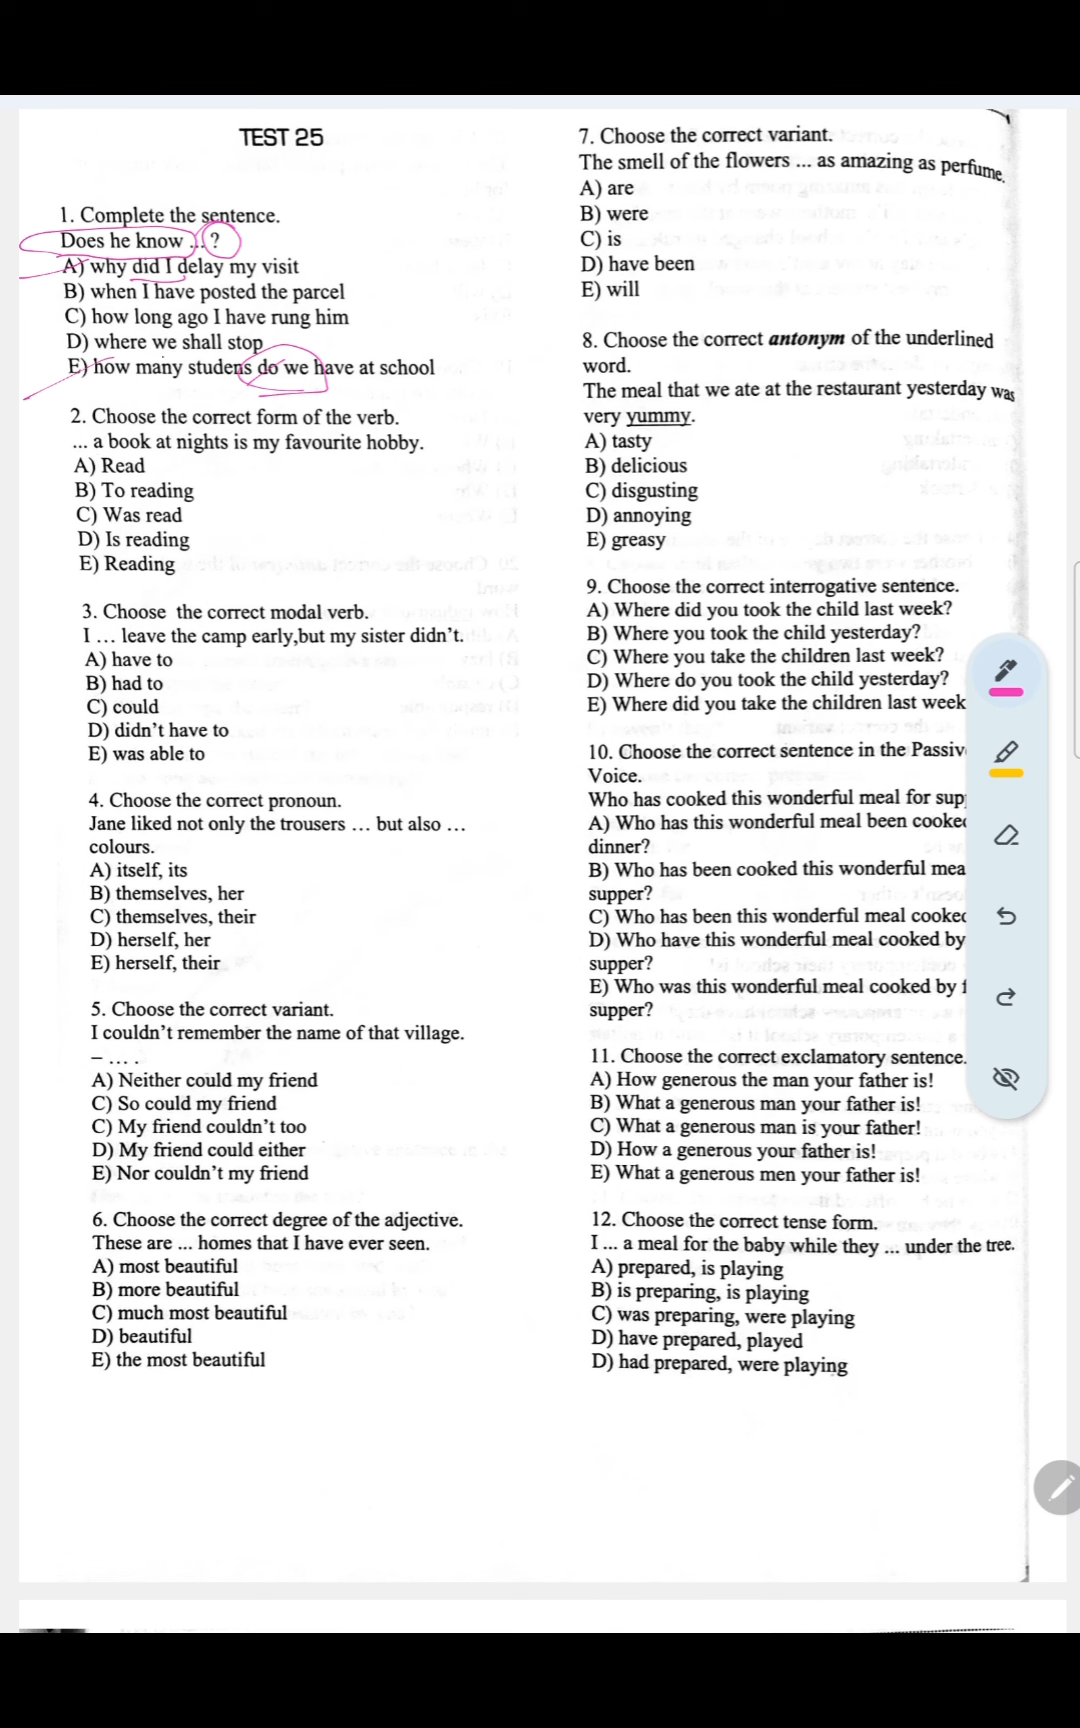 TEST 25
1. Complete the sentence.
Does he know ... ?
A) why did I delay my visit
B) when I have posted the parcel
C) how long ago I have rung him
D) where we shall stop
E) how many studens do we have at school
2. Choose the correct form of the verb.
... a book at nights is my favourite hobby.
A) Read
B) To reading
C) Was read
D) Is reading
E) Reading
3. Choose the correct modal verb.
I ... leave the camp early,but my sister didn't.
A) have to
B) had to
C) could
D) didn't have to
E) was able to
4. Choose the correct pronoun.
Jane liked not only the trousers ... but also ...
colours.
A) itself, its
B) themselves, her
C) themselves, their
D) herself, her
E) herself, their
5. Choose the correct variant.
I couldn't remember the name of that village.
– ... .
A) Neither could my friend
C) So could my friend
C) My friend couldn't too
D) My friend could either
E) Nor couldn't my friend
6. Choose the correct degree of the adjective.
These are ... homes that I have ever seen.
A) most beautiful
B) more beautiful
C) much most beautiful
D) beautiful
E) the most beautiful
7. Choose the correct variant.
The smell of the flowers ... as amazing as perfume.
A) are
B) were
C) is
D) have been
E) will
8. Choose the correct antonym of the underlined
word.
The meal that we ate at the restaurant yesterday was
very yummy.
A) tasty
B) delicious
C) disgusting
D) annoying
E) greasy
9. Choose the correct interrogative sentence.
A) Where did you took the child last week?
B) Where you took the child yesterday?
C) Where you take the children last week?
D) Where do you took the child yesterday?
E) Where did you take the children last week
10. Choose the correct sentence in the Passiv
Voice.
Who has cooked this wonderful meal for sup
A) Who has this wonderful meal been cooke
dinner?
B) Who has been cooked this wonderful mea
supper?
C) Who has been this wonderful meal cooke
D) Who have this wonderful meal cooked by
supper?
E) Who was this wonderful meal cooked by f
supper?
11. Choose the correct exclamatory sentence.
A) How generous the man your father is!
B) What a generous man your father is!
C) What a generous man is your father!
D) How a generous your father is!
E) What a generous men your father is!
12. Choose the correct tense form.
I ... a meal for the baby while they ... under the tree.
A) prepared, is playing
B) is preparing, is playing
C) was preparing, were playing
D) have prepared, played
D) had prepared, were playing